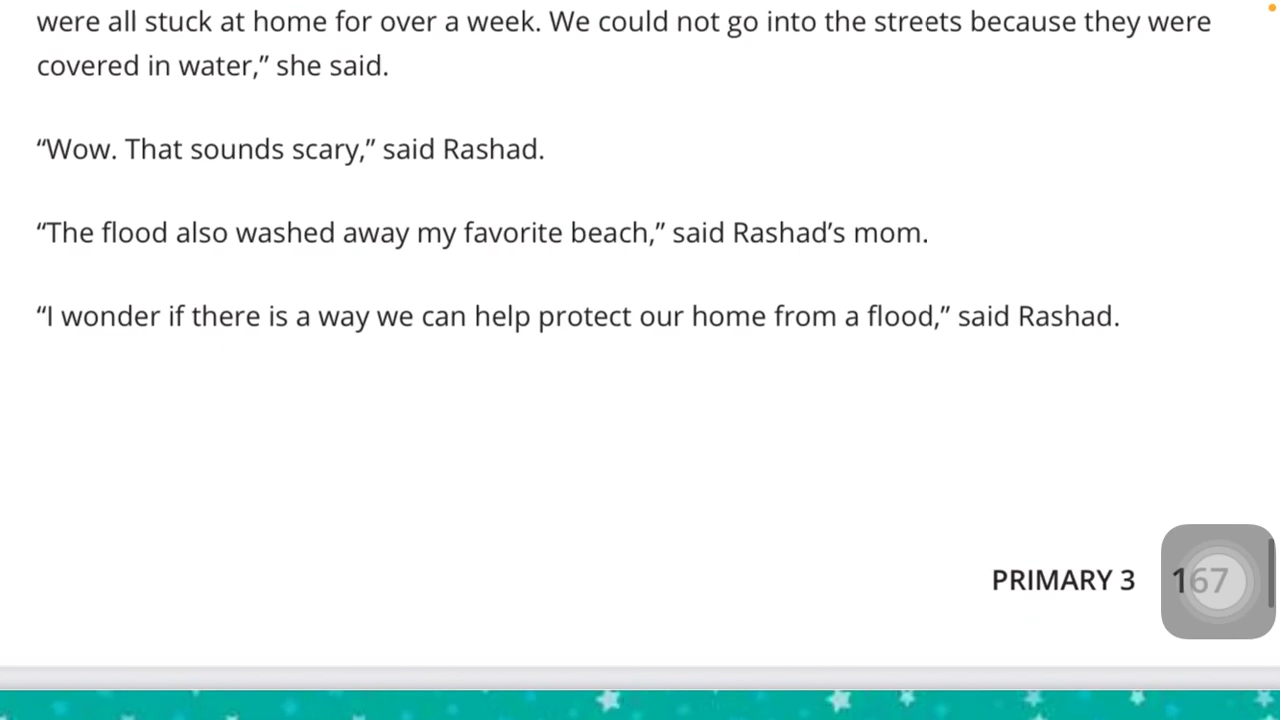 were all stuck at home for over a week. We could not go into the streets because they were
covered in water,” she said.
“Wow. That sounds scary,” said Rashad.
“The flood also washed away my favorite beach,” said Rashad’s mom.
“I wonder if there is a way we can help protect our home from a flood,” said Rashad.
PRIMARY 3 167